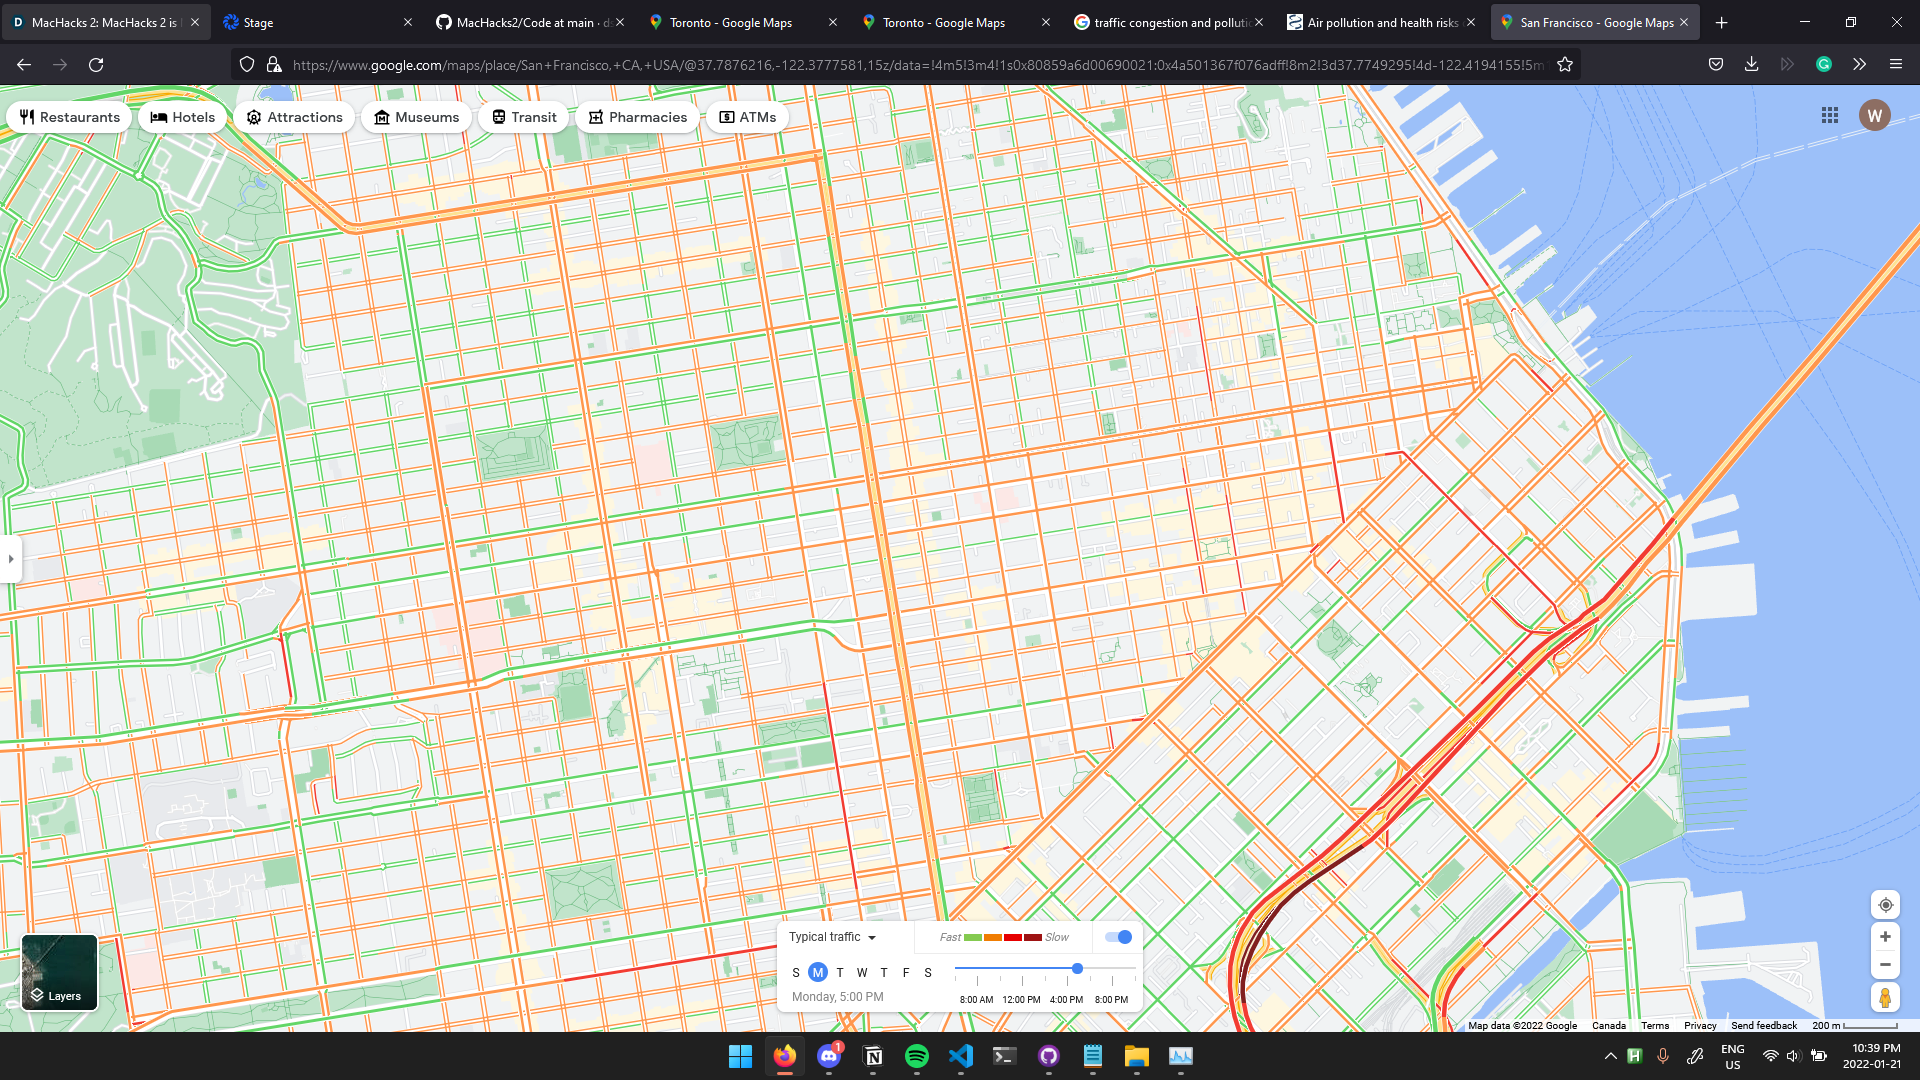 MacHacks 2: MacHacks 2 is
Stage
MacHacks2/Code at main · ds
Toronto - Google Maps
Toronto - Google Maps
traffic congestion and pollutio
Air pollution and health risks
San Francisco - Google Maps
https://www.google.com/maps/place/San+Francisco,+CA,+USA/@37.7876216,-122.3777581,15z/data=!4m5!3m4!1s0x80859a6d00690021:0x4a501367f076adff!8m2!3d37.7749295!4d-122.4194155!5m1
Restaurants
Hotels
Attractions
Museums
Transit
Pharmacies
ATMs
W
Typical traffic
Fast
Slow
S M T W T F S
Monday, 5:00 PM
8:00 AM 12:00 PM 4:00 PM 8:00 PM
Layers
Map data ©2022 Google Canada Terms Privacy Send feedback 200 m
1
ENG
US
10:39 PM
2022-01-21